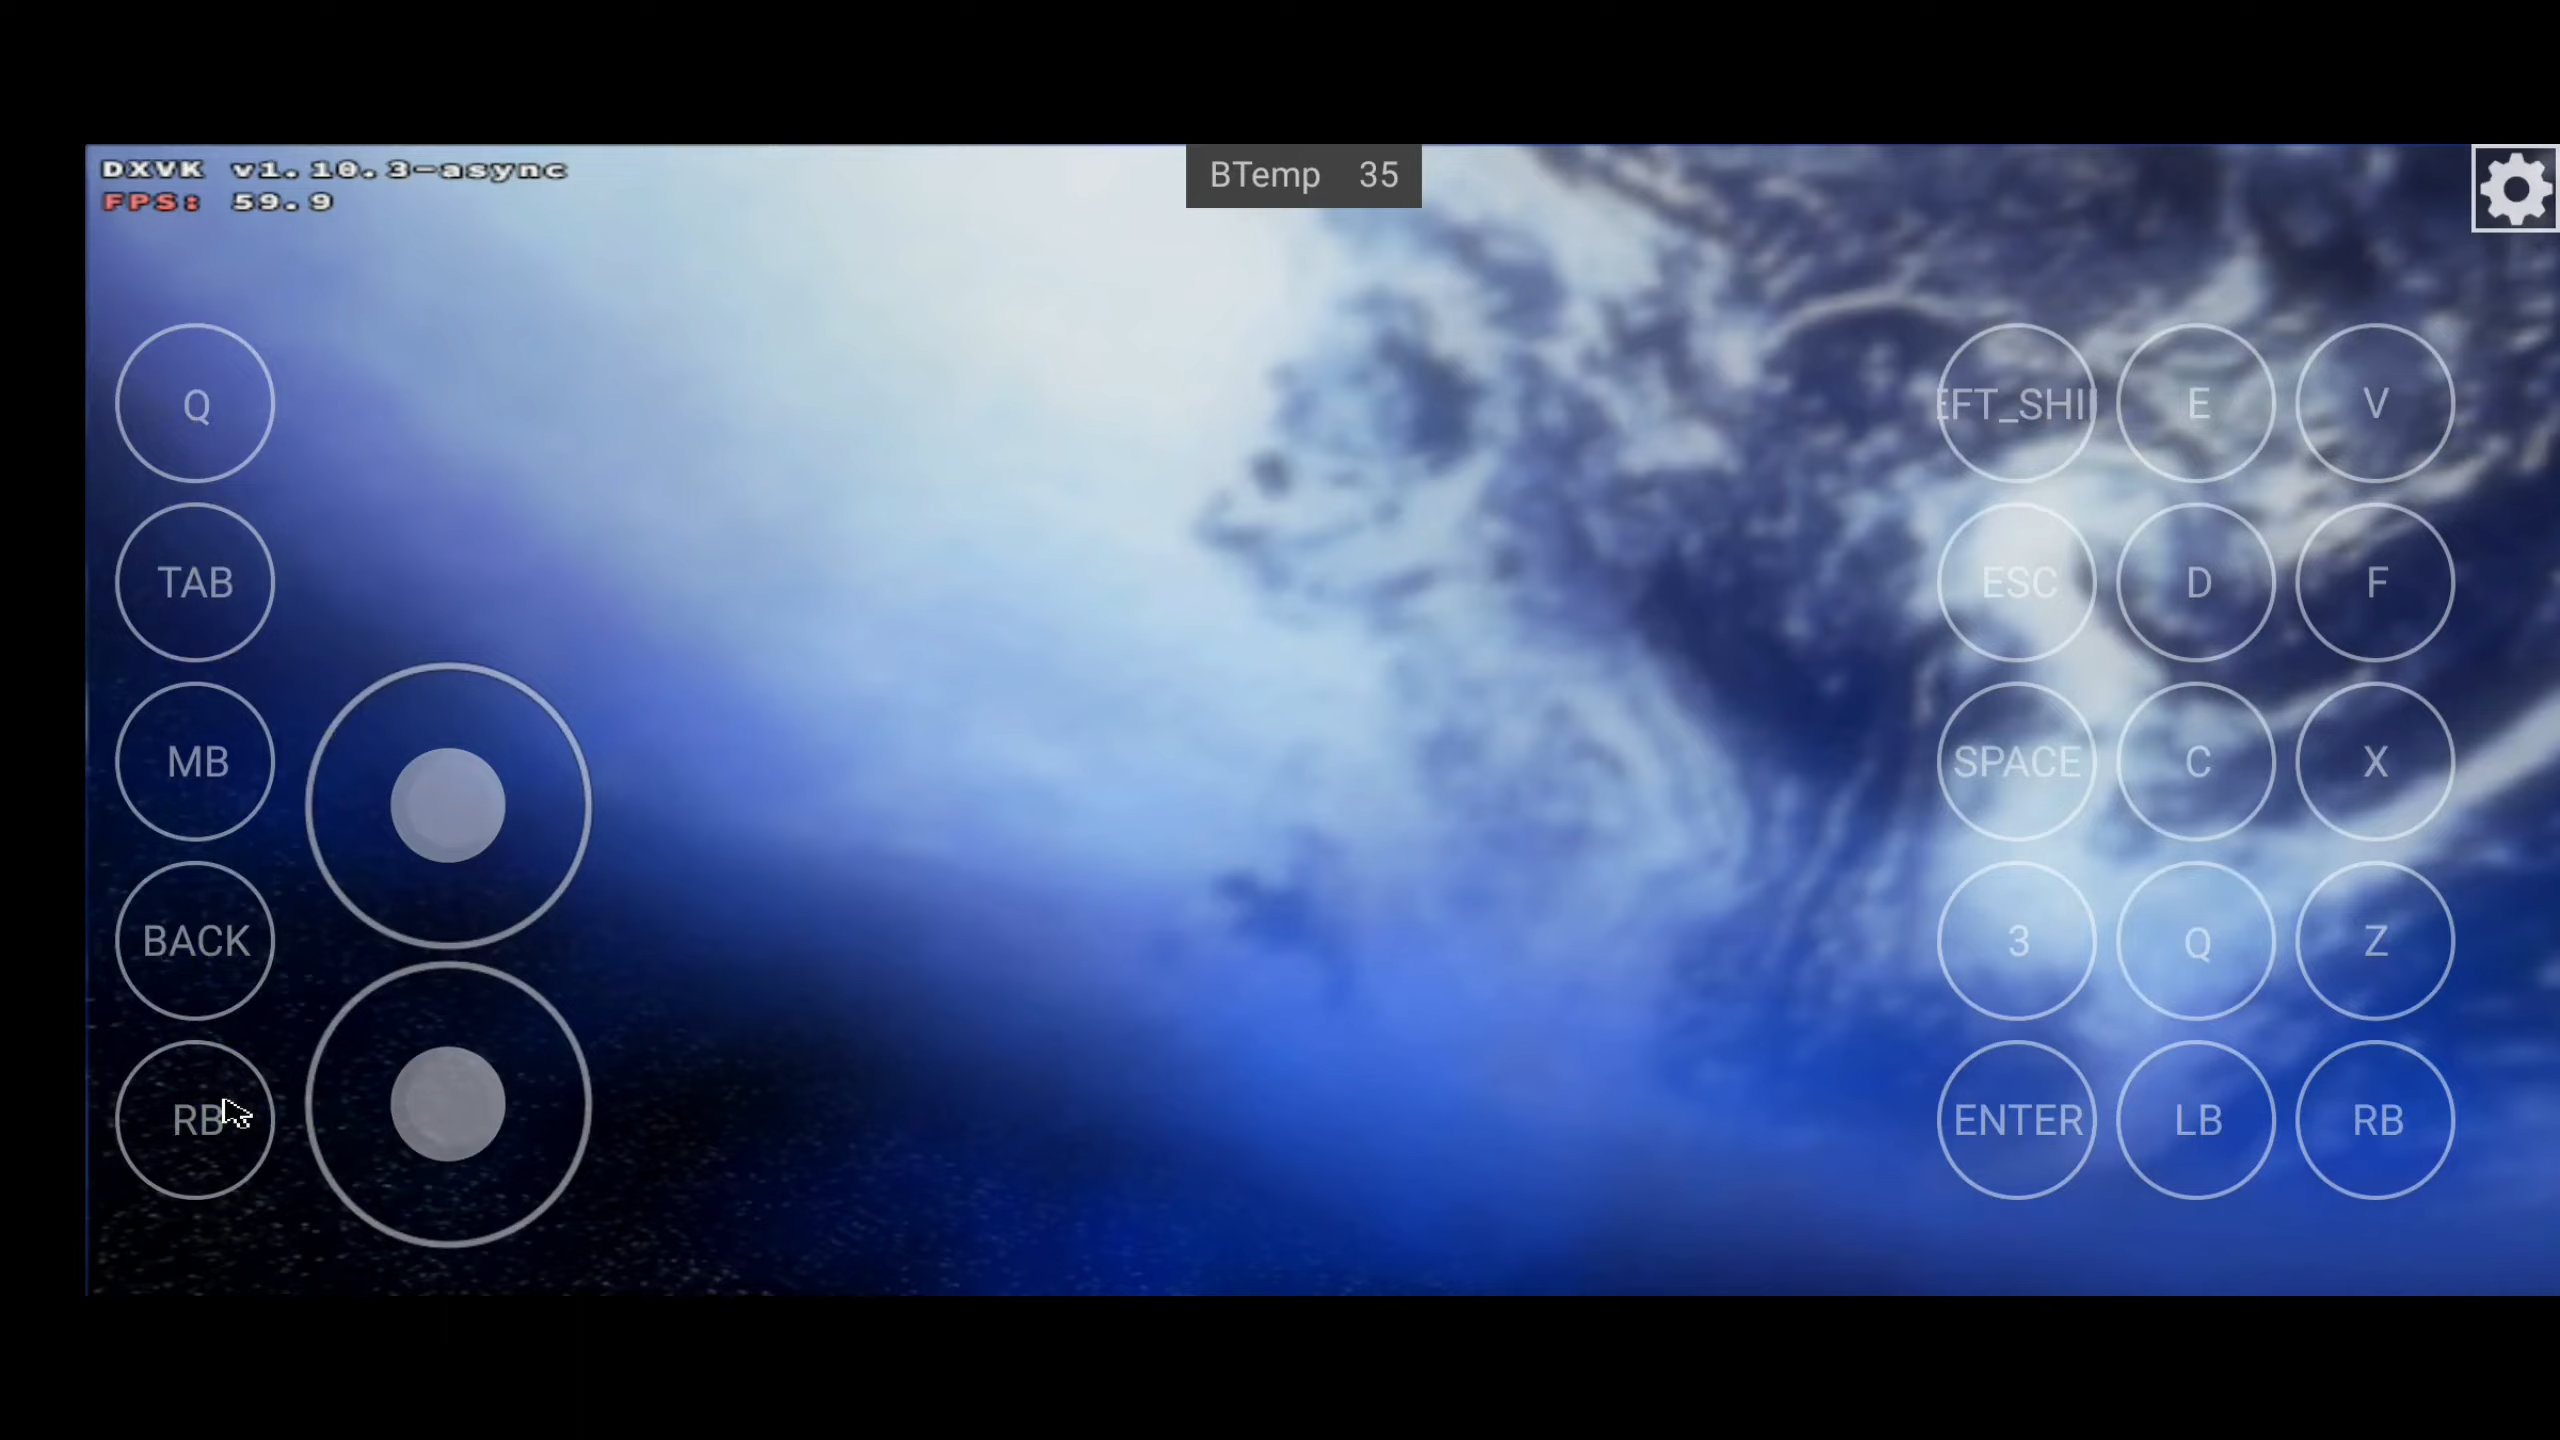 DXVK v1.10.3-async
FPS: 59.9
BTemp 35
Q
EFT_SHI
E
V
TAB
ESC
D
F
MB
SPACE
C
X
BACK
3
Q
Z
RB
ENTER
LB
RB